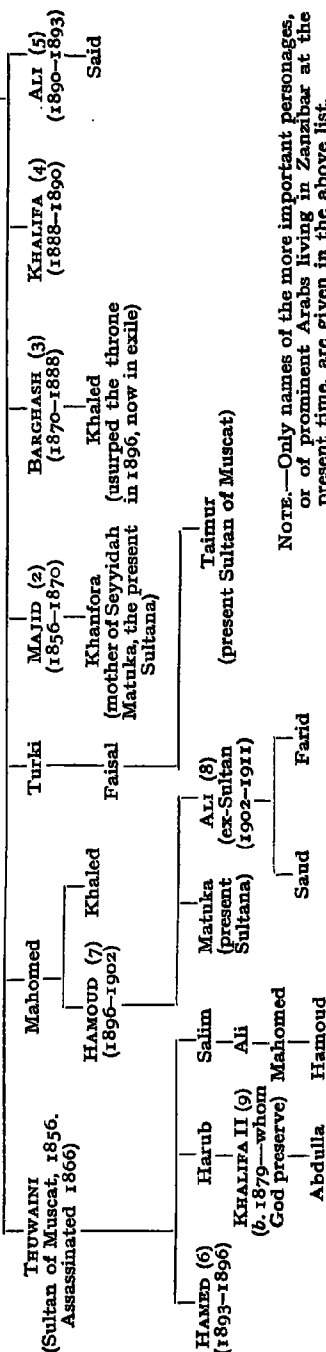 THUWAINI
(Sultan of Muscat, 1856.
Assassinated 1866)
Mahomed
Turki
MAJID (2)
(1856–1870)
BARGHASH (3)
(1870–1888)
KHALIFA (4)
(1888–1890)
ALI (5)
(1890–1893)
HAMOUD (7)
(1896–1902)
Khaled
Faisal
Khanfora
(mother of Seyyidah
Matuka, the present
Sultana)
Khaled
(usurped the throne
in 1896, now in exile)
Said
HAMED (6)
(1893–1896)
Harub
Salim
Matuka
(present
Sultana)
ALI (8)
(ex-Sultan
(1902–1911)
Taimur
(present Sultan of Muscat)
KHALIFA II (9)
(b. 1879—whom
God preserve)
Ali
Saud
Farid
Abdulla
Mahomed
Hamoud
NOTE.—Only names of the more important personages,
or of prominent Arabs living in Zanzibar at the
present time, are given in the above list.